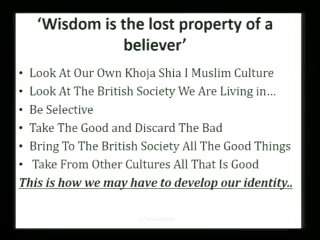 ‘Wisdom is the lost property of a
believer’
• Look At Our Own Khoja Shia I Muslim Culture
• Look At The British Society We Are Living in…
• Be Selective
• Take The Good and Discard The Bad
• Bring To The British Society All The Good Things
• Take From Other Cultures All That Is Good
This is how we may have to develop our identity..